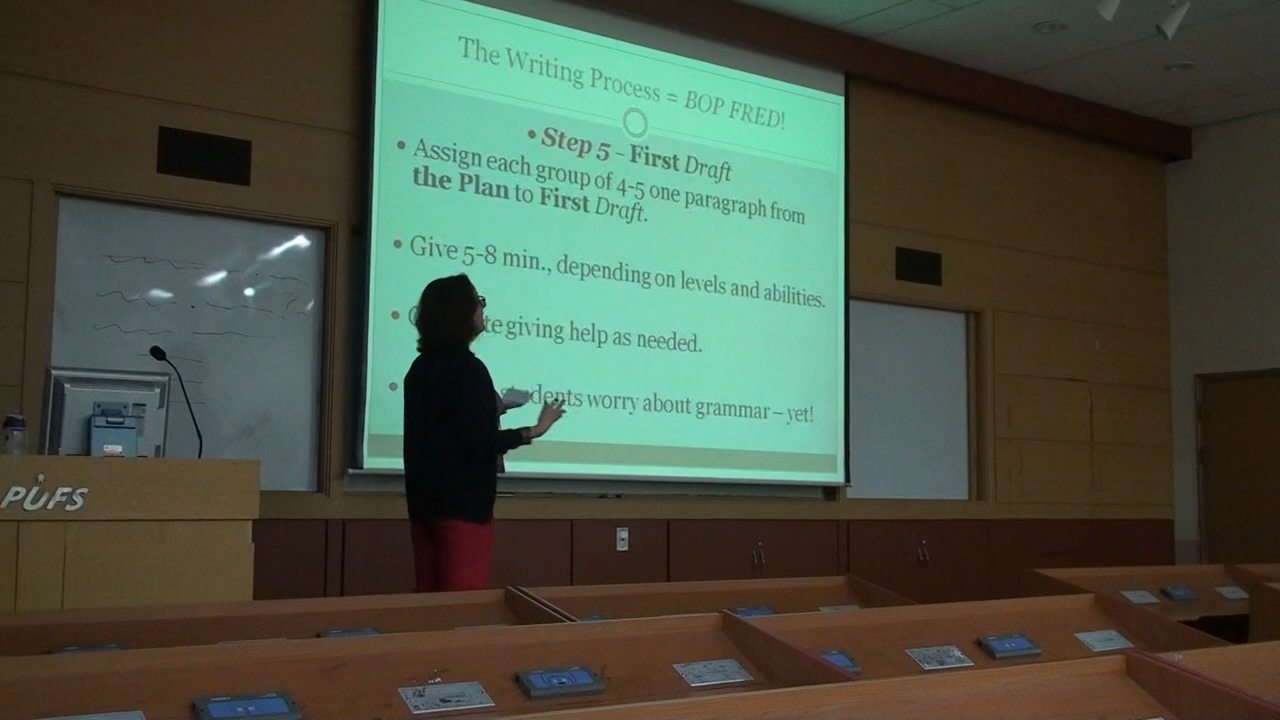 The Writing Process = BOP FRED!
• Step 5 – First Draft
• Assign each group of 4-5 one paragraph from
the Plan to First Draft.
• Give 5-8 min., depending on levels and abilities.
• giving help as needed.
• students worry about grammar – yet!
PUFS